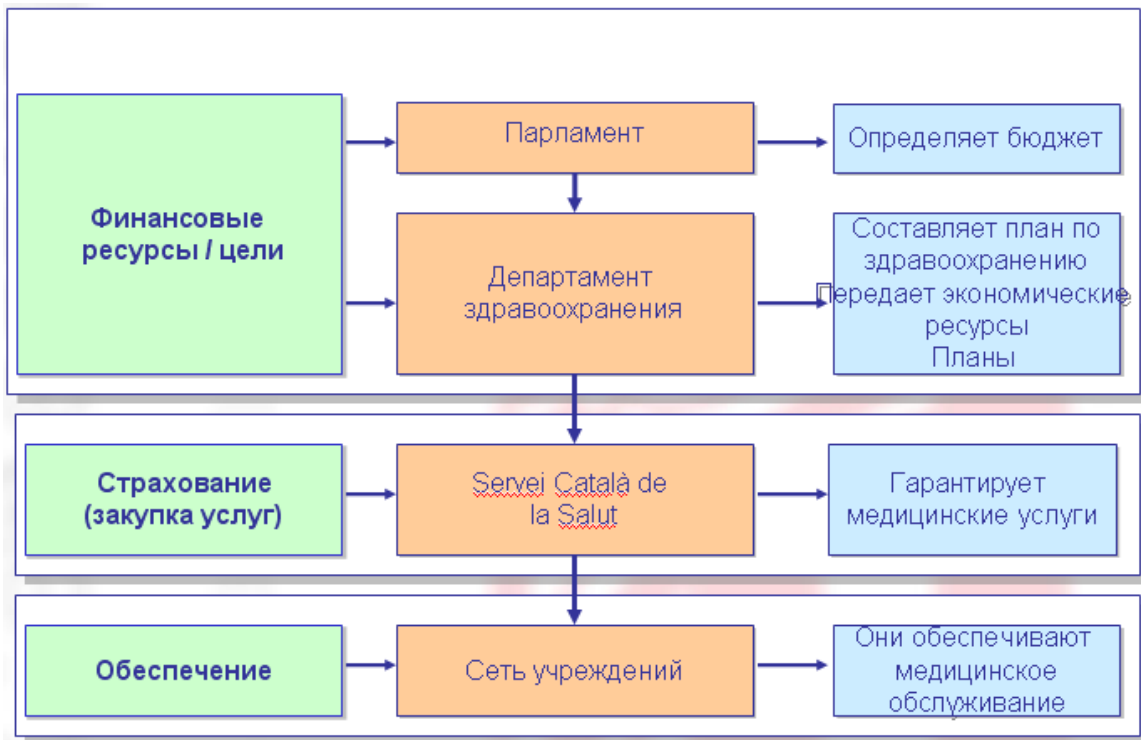 Парламент
Определяет бюджет
Финансовые
ресурсы / цели
Департамент
здравоохранения
Составляет план по
здравоохранению
Передает экономические
ресурсы
Планы
Страхование
(закупка услуг)
Servei Català de
la Salut
Гарантирует
медицинские услуги
Обеспечение
Сеть учреждений
Они обеспечивают
медицинское
обслуживание